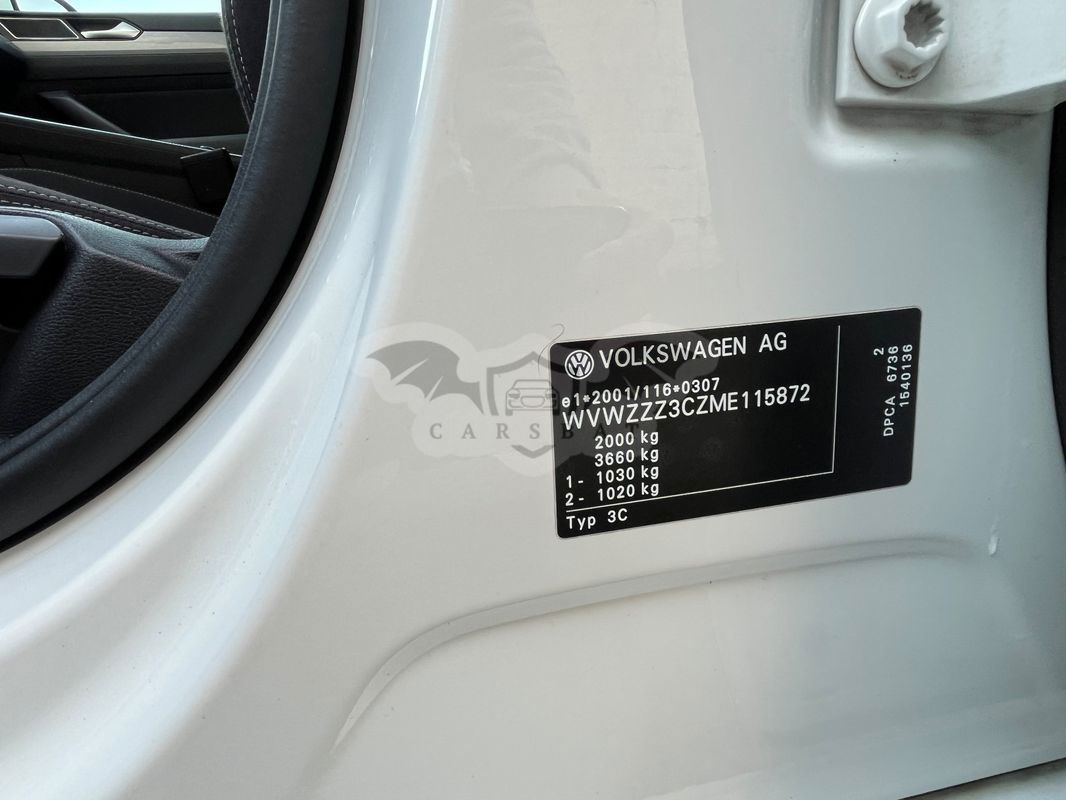 VOLKSWAGEN AG
e1*2001/116*0307
WVWZZZ3CZME115872
2000 kg
3660 kg
1- 1030 kg
2- 1020 kg
Typ 3C
DPCA 6736 2
1540136
CARSBAT